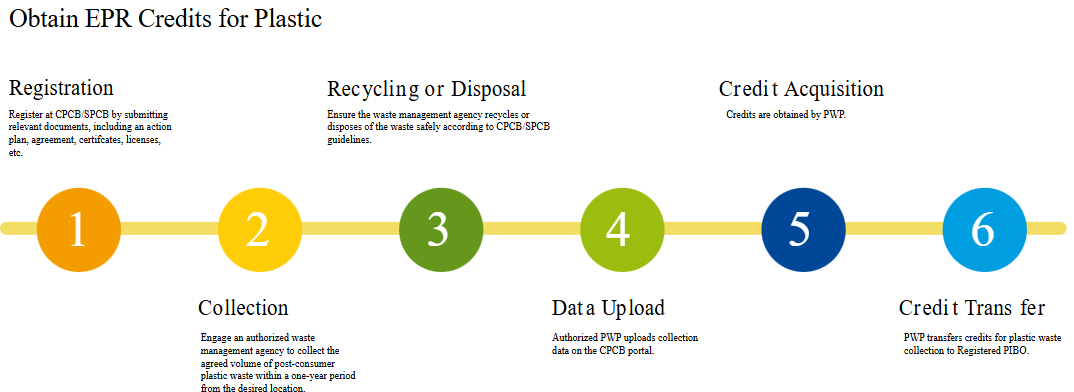 Obtain EPR Credits for Plastic
Registration
Register at CPCB/SPCB by submitting
relevant documents, including an action
plan, agreement, certifcates, licenses,
etc.
Recycling or Disposal
Ensure the waste management agency recycles or
disposes of the waste safely according to CPCB/SPCB
guidelines.
Credit Acquisition
Credits are obtained by PWP.
1
2
3
4
5
6
Collection
Engage an authorized waste
management agency to collect the
agreed volume of post-consumer
plastic waste within a one-year period
from the desired location.
Data Upload
Authorized PWP uploads collection
data on the CPCB portal.
Credit Trans fer
PWP transfers credits for plastic waste
collection to Registered PIBO.